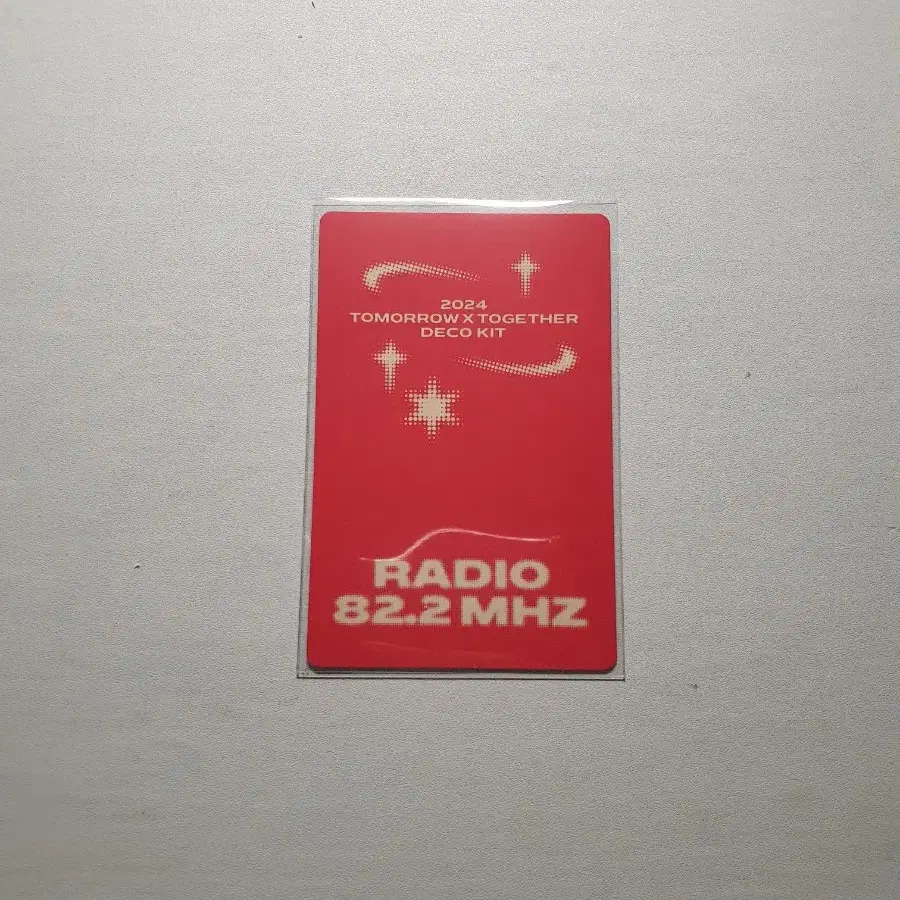 2024
TOMORROW X TOGETHER
DECO KIT
RADIO
82.2 MHZ